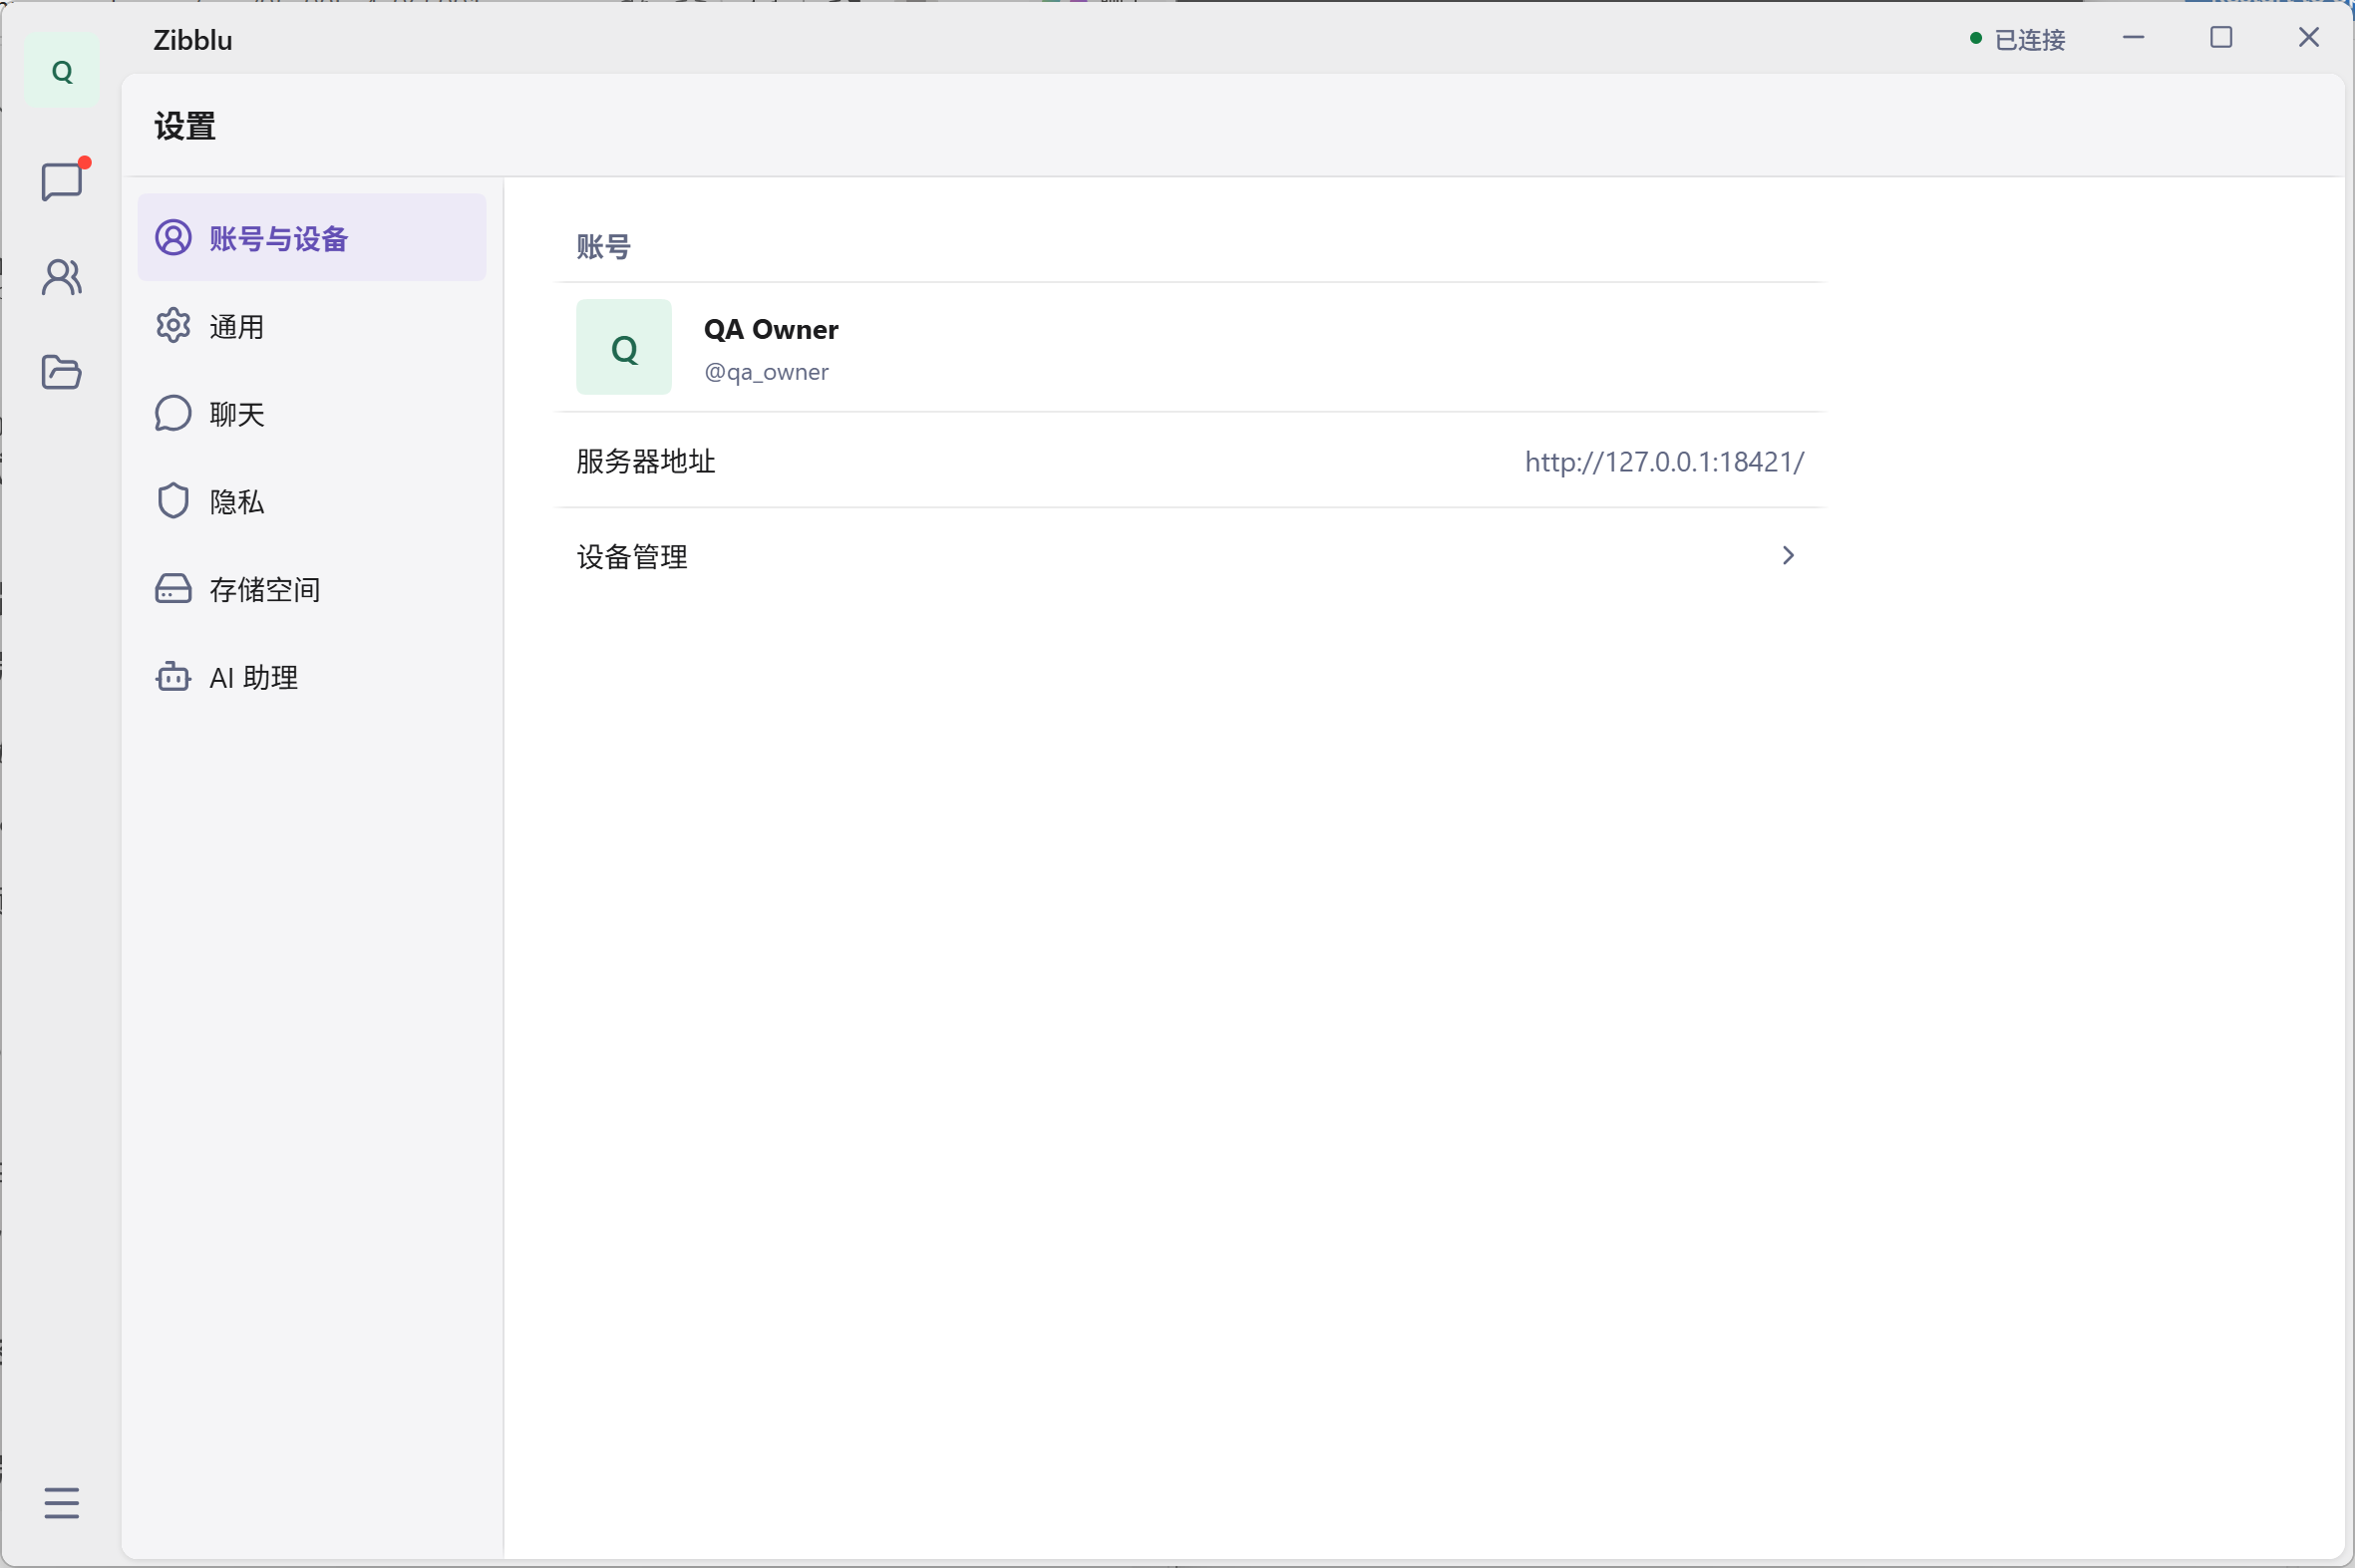 Zibblu
已连接
Q
设置
账号与设备
通用
聊天
隐私
存储空间
AI 助理
账号
Q
QA Owner
@qa_owner
服务器地址
http://127.0.0.1:18421/
设备管理